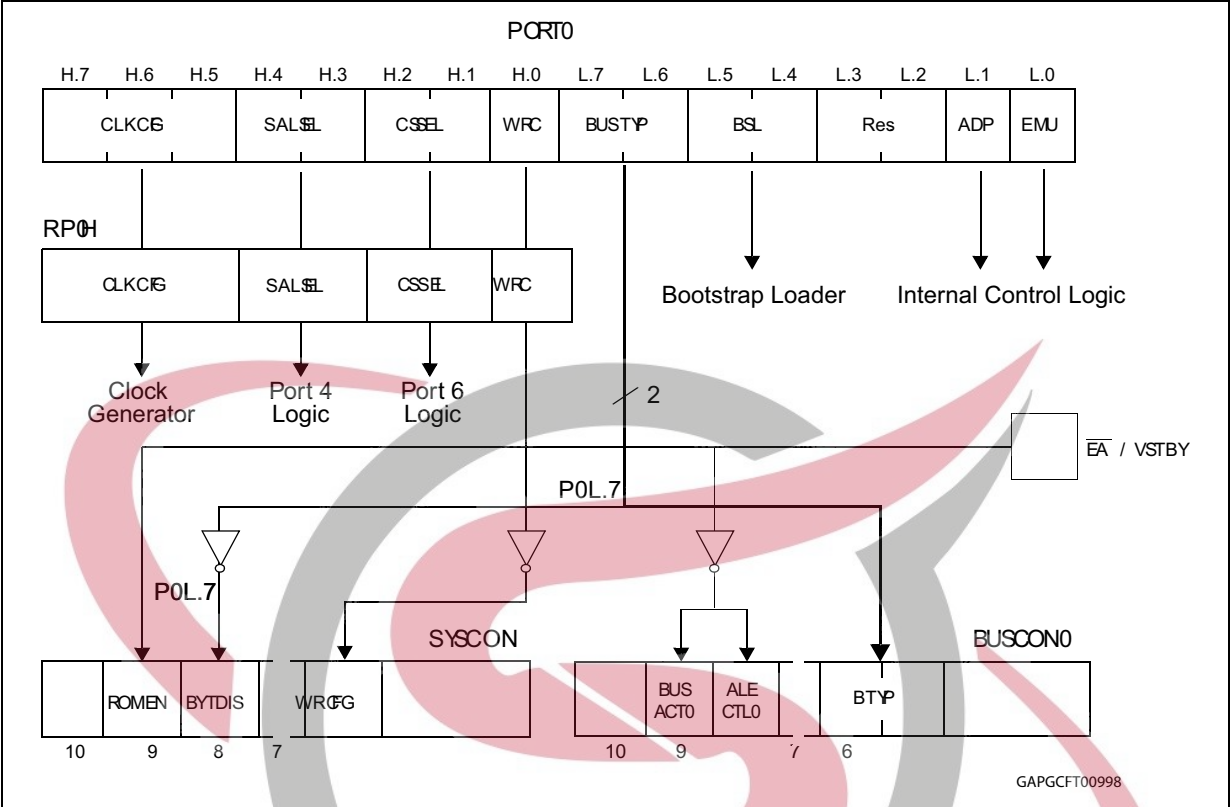 PORT0
H.7 H.6 H.5 H.4 H.3 H.2 H.1 H.0 L.7 L.6 L.5 L.4 L.3 L.2 L.1 L.0
CLKCFG SALSEL CSSEL WRC BUSTYP BSL Res ADP EMU
RP0H
CLKCFG SALSEL CSSEL WRC
Bootstrap Loader Internal Control Logic
Clock Generator
Port 4 Logic
Port 6 Logic
2
EA / VSTBY
P0L.7
P0L.7
SYSCON BUSCON0
ROMEN BYTDIS WRCFG
BUS ACT0
ALE CTL0
BTYP
10 9 8 7 10 9 7 6
GAPGCFT00998